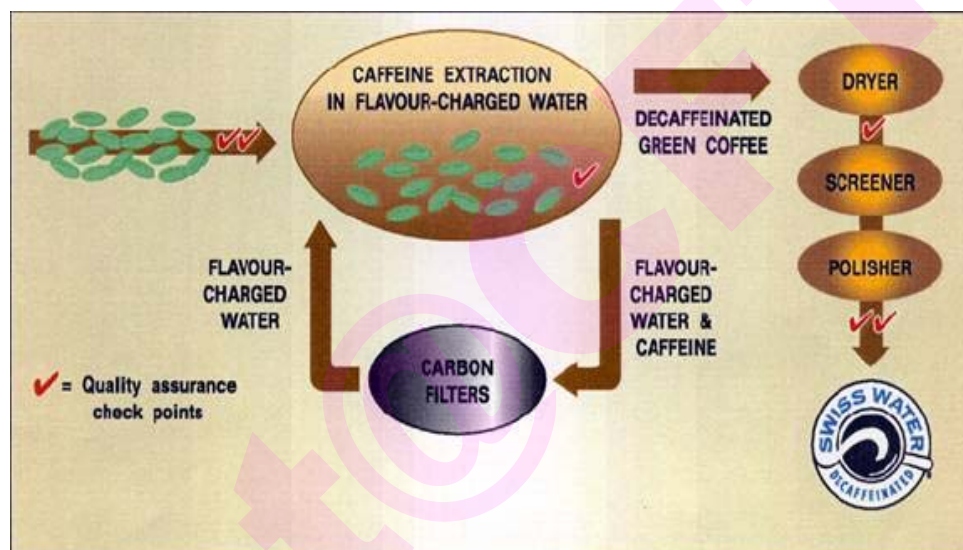 CAFFEINE EXTRACTION
IN FLAVOUR-CHARGED WATER
DECAFFEINATED
GREEN COFFEE
DRYER
SCREENER
POLISHER
FLAVOUR-
CHARGED
WATER
FLAVOUR-
CHARGED
WATER &
CAFFEINE
CARBON
FILTERS
= Quality assurance
check points
SWISS WATER
DECAFFEINATED